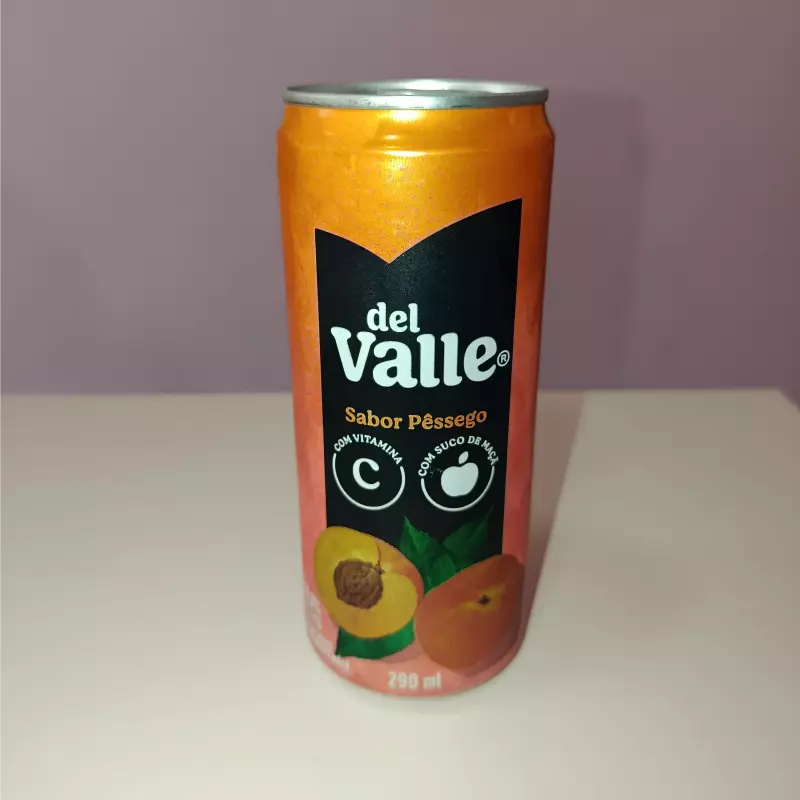 del
Valle®
Sabor Pêssego
COM VITAMINA
C
COM SUCO DE MAÇÃ
290 ml